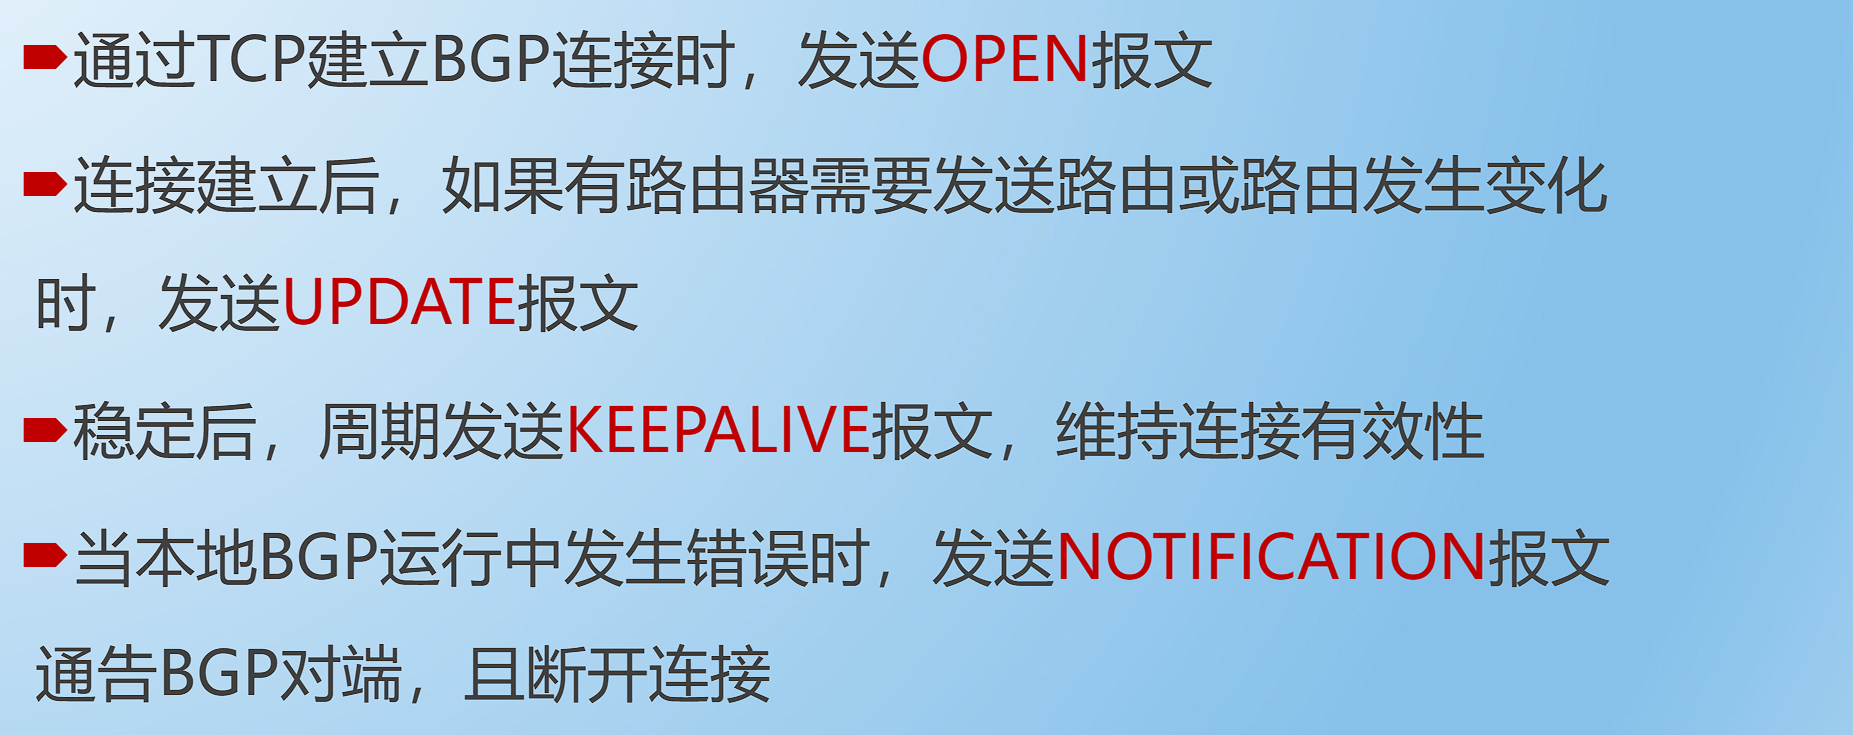 通过TCP建立BGP连接时，发送OPEN报文
连接建立后，如果有路由器需要发送路由或路由发生变化
时，发送UPDATE报文
稳定后，周期发送KEEPALIVE报文，维持连接有效性
当本地BGP运行中发生错误时，发送NOTIFICATION报文
通告BGP对端，且断开连接